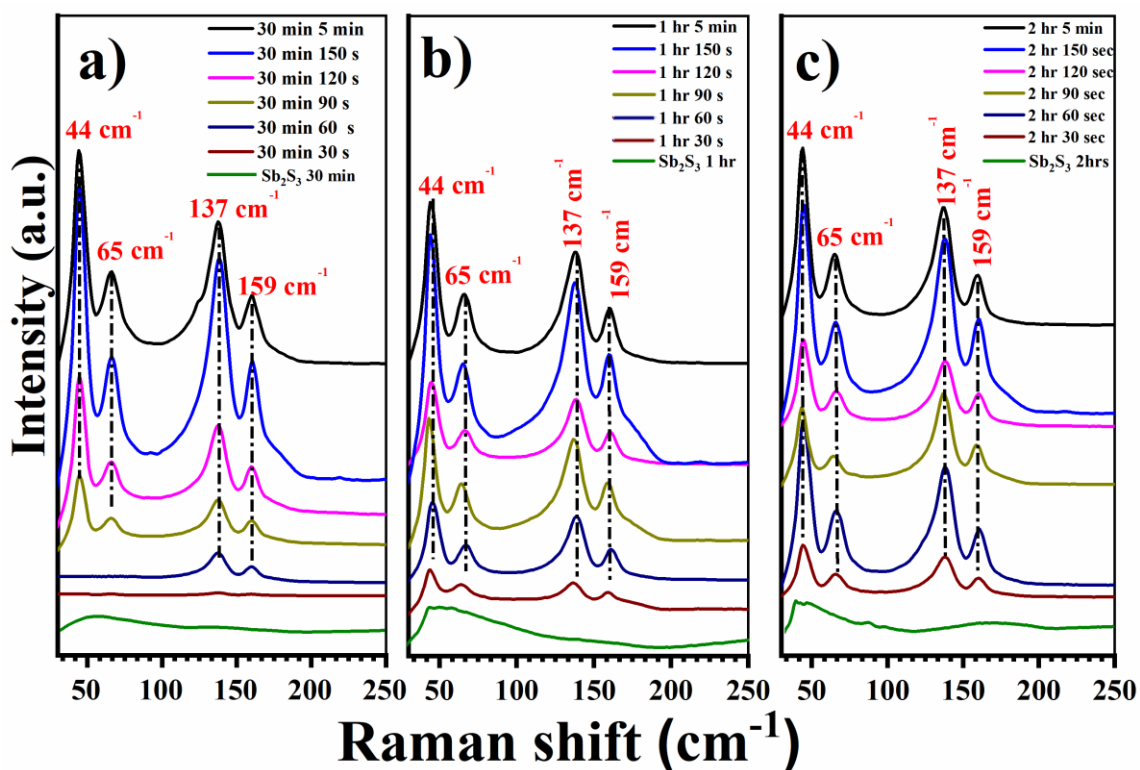 Intensity (a.u.)
a)
30 min 5 min
30 min 150 s
30 min 120 s
30 min 90 s
30 min 60 s
30 min 30 s
Sb₂S₃ 30 min
44 cm⁻¹
65 cm⁻¹
137 cm⁻¹
159 cm⁻¹
50 100 150 200 250
b)
1 hr 5 min
1 hr 150 s
1 hr 120 s
1 hr 90 s
1 hr 60 s
1 hr 30 s
Sb₂S₃ 1 hr
44 cm⁻¹
65 cm⁻¹
137 cm⁻¹
159 cm⁻¹
50 100 150 200 250
c)
2 hr 5 min
2 hr 150 sec
2 hr 120 sec
2 hr 90 sec
2 hr 60 sec
2 hr 30 sec
Sb₂S₃ 2hrs
44 cm⁻¹
65 cm⁻¹
137 cm⁻¹
159 cm⁻¹
50 100 150 200 250
Raman shift (cm⁻¹)